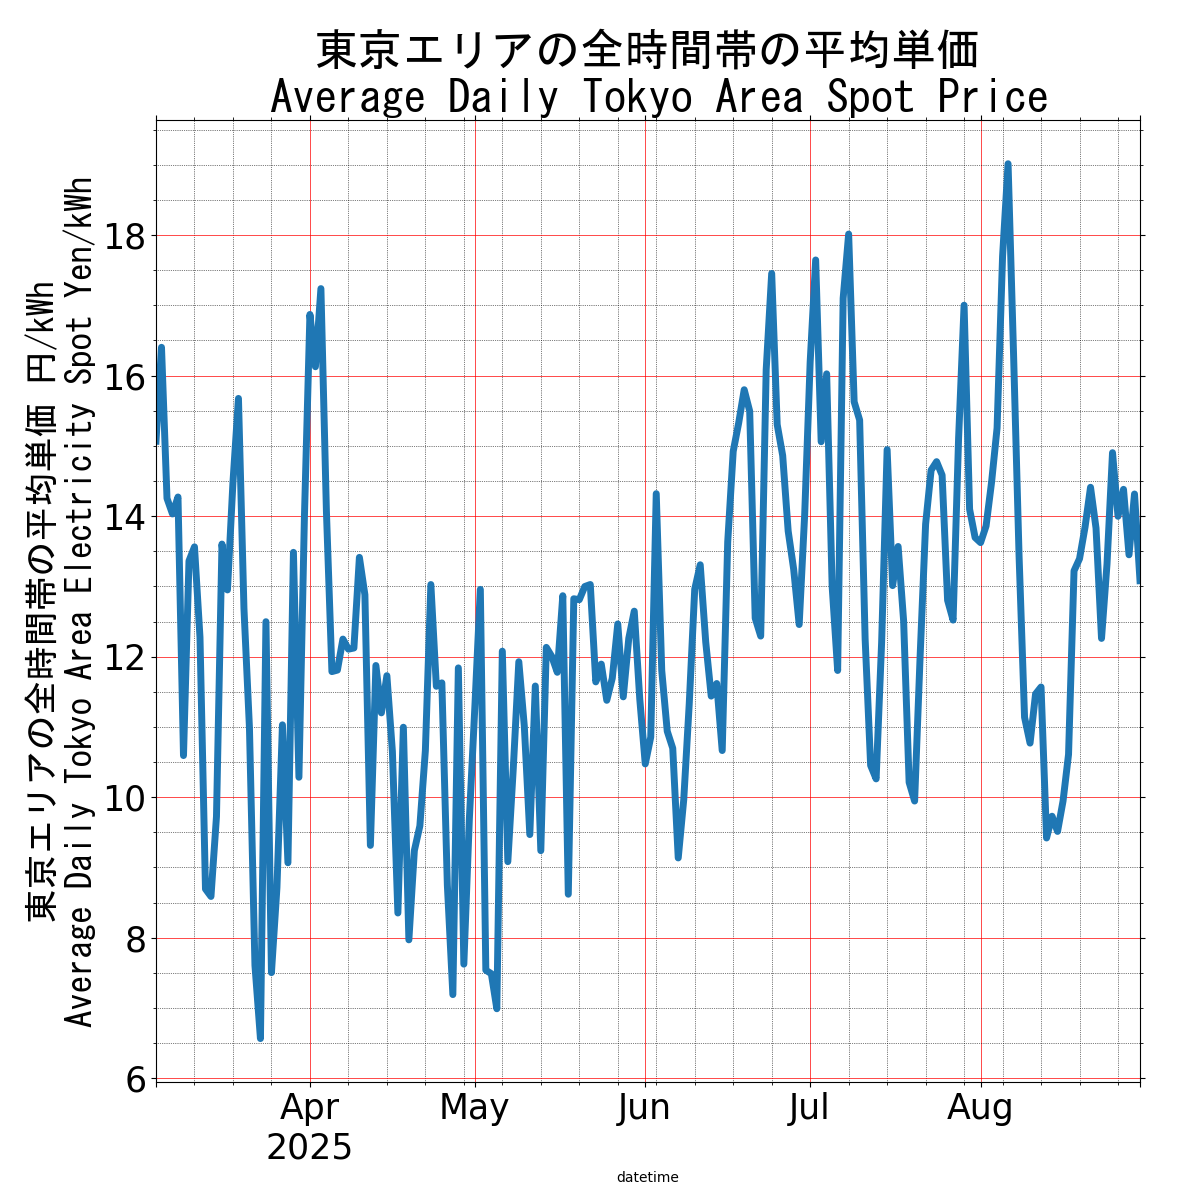 東京エリアの全時間帯の平均単価
Average Daily Tokyo Area Spot Price
東京エリアの全時間帯の平均単価 円/kWh
Average Daily Tokyo Area Electricity Spot Yen/kWh
18
16
14
12
10
8
6
Apr
2025
May
Jun
Jul
Aug
datetime